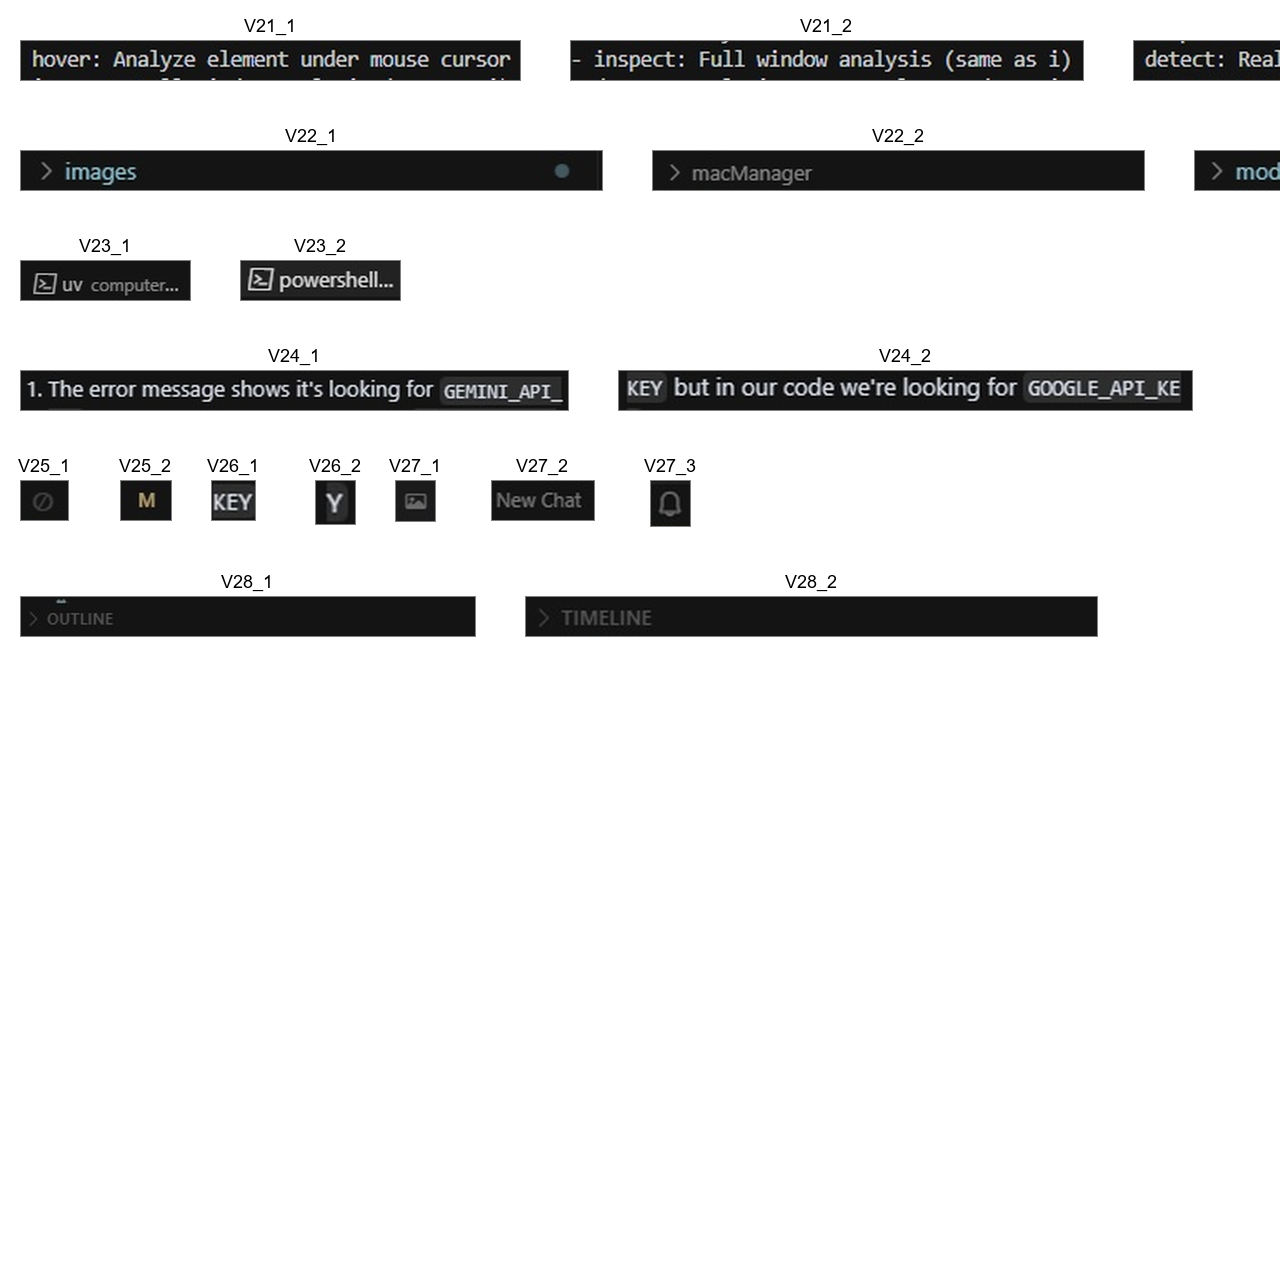 V21_1 V21_2
hover: Analyze element under mouse cursor
- inspect: Full window analysis (same as i)
detect: Real
V22_1 V22_2
images
macManager
mod
V23_1 V23_2
uv computer...
powershell...
V24_1 V24_2
1. The error message shows it's looking for GEMINI_API_
KEY but in our code we're looking for GOOGLE_API_KE
V25_1 V25_2 V26_1 V26_2 V27_1 V27_2 V27_3
M
KEY
Y
New Chat
V28_1 V28_2
OUTLINE
TIMELINE